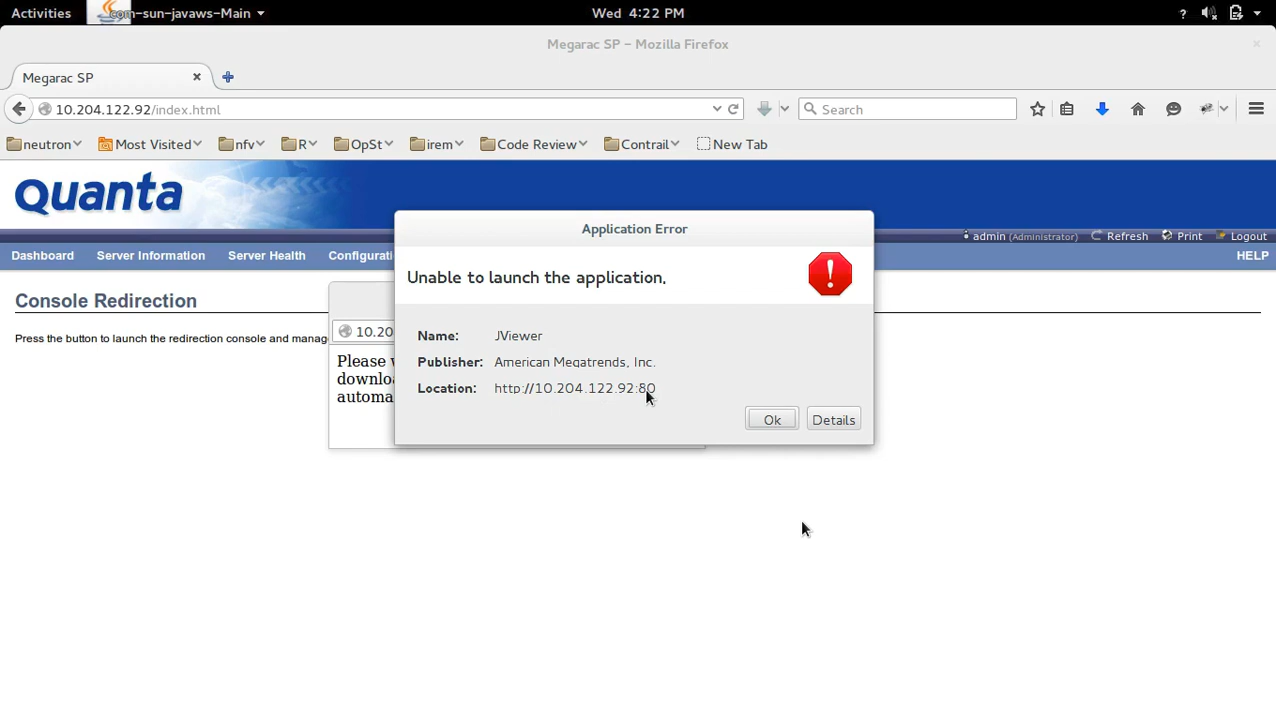 Activities com-sun-javaws-Main Wed 4:22 PM ?
Megarac SP - Mozilla Firefox
Megarac SP
10.204.122.92/index.html Search
neutron Most Visited nfv R OpSt irem Code Review Contrail New Tab
Quanta
admin (Administrator) Refresh Print Logout
Dashboard Server Information Server Health Configurati HELP
Console Redirection
Press the button to launch the redirection console and manag
10.20
Please
downlo
automa
Application Error
Unable to launch the application.
Name: JViewer
Publisher: American Megatrends, Inc.
Location: http://10.204.122.92:80
Ok Details